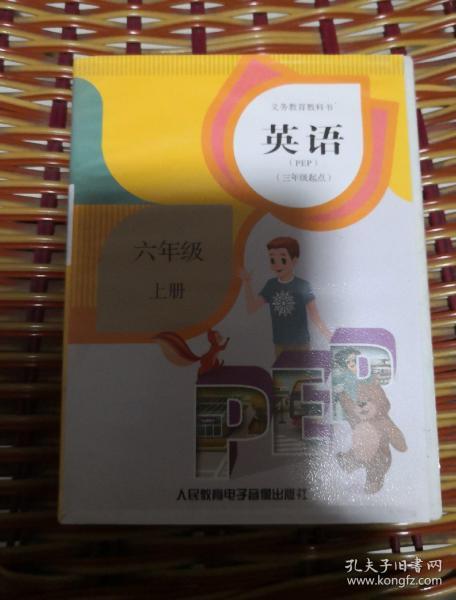 义务教育教科书
英语
(PEP)
(三年级起点)
六年级
上册
PEP
人民教育电子音像出版社
孔夫子旧书网
www.kongfz.com